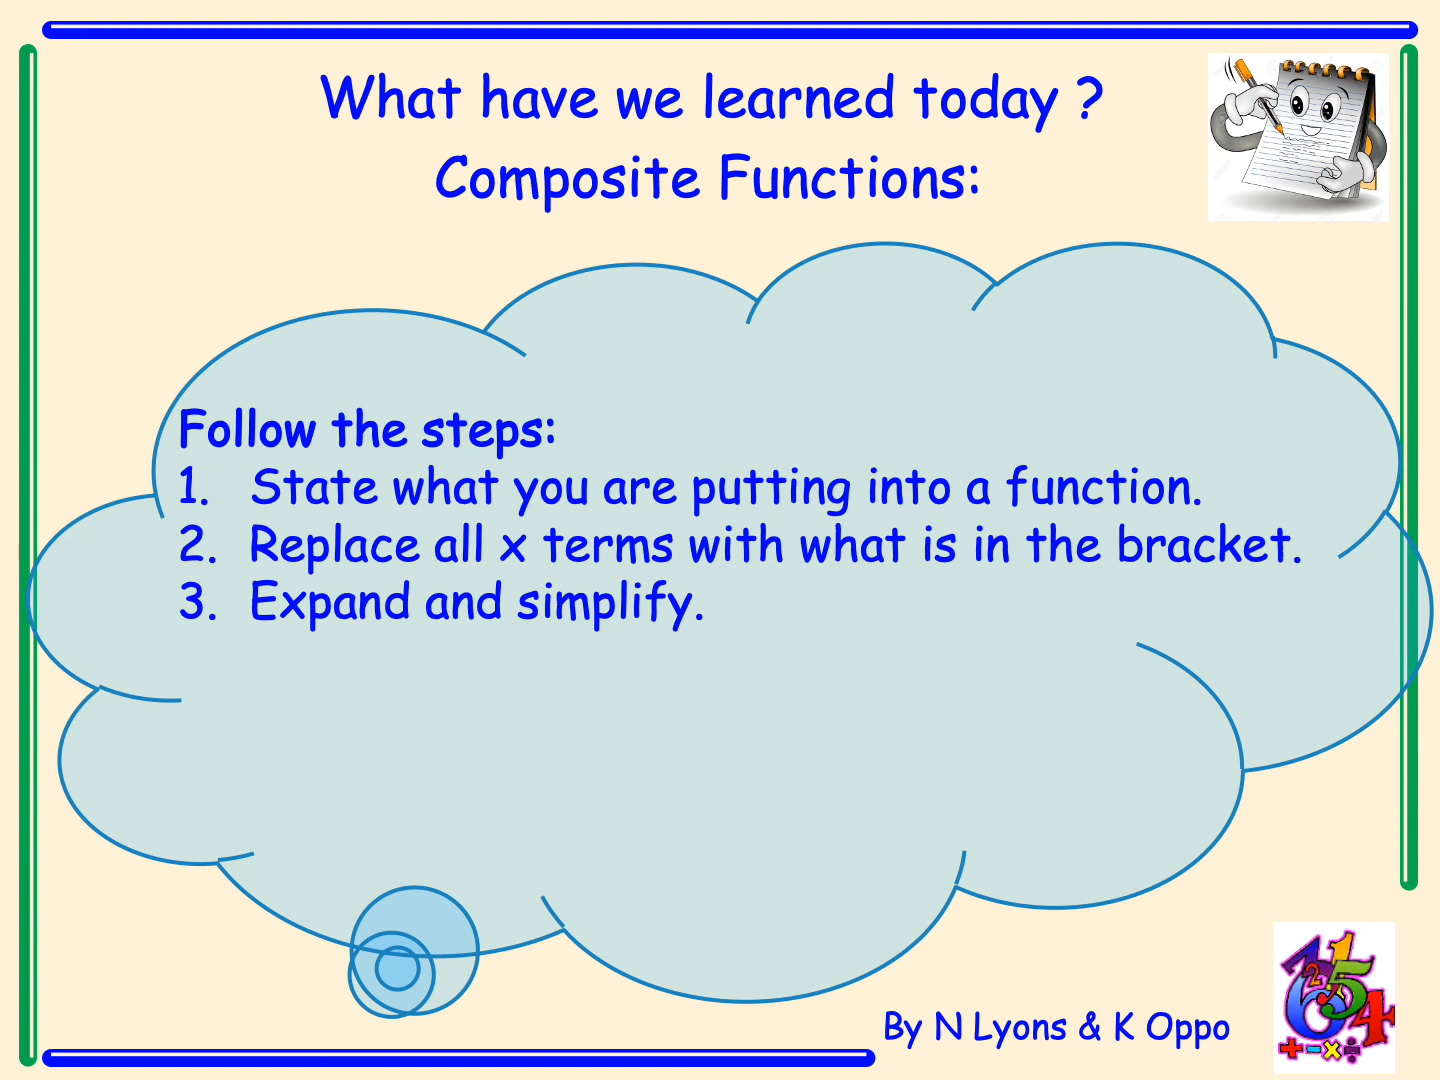 What have we learned today ?
Composite Functions:
Follow the steps:
1. State what you are putting into a function.
2. Replace all x terms with what is in the bracket.
3. Expand and simplify.
By N Lyons & K Oppo